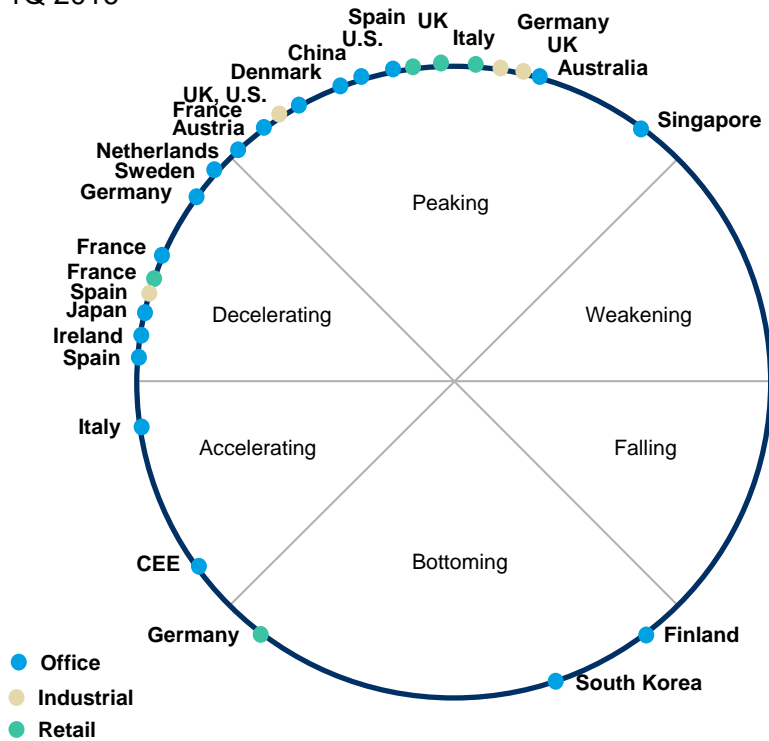 Spain UK
Germany
Italy
U.S.
UK
China
Australia
Denmark
UK, U.S.
France
Singapore
Austria
Netherlands
Sweden
Germany
Peaking
France
France
Spain
Japan
Decelerating
Weakening
Ireland
Spain
Italy
Accelerating
Falling
CEE
Bottoming
Germany
Finland
Office
South Korea
Industrial
Retail